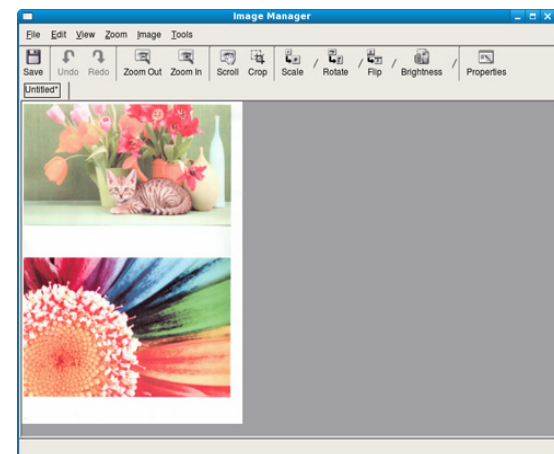 Image Manager
File Edit View Zoom Image Tools
Save Undo Redo Zoom Out Zoom In Scroll Crop Scale / Rotate / Flip / Brightness / Properties
Untitled*